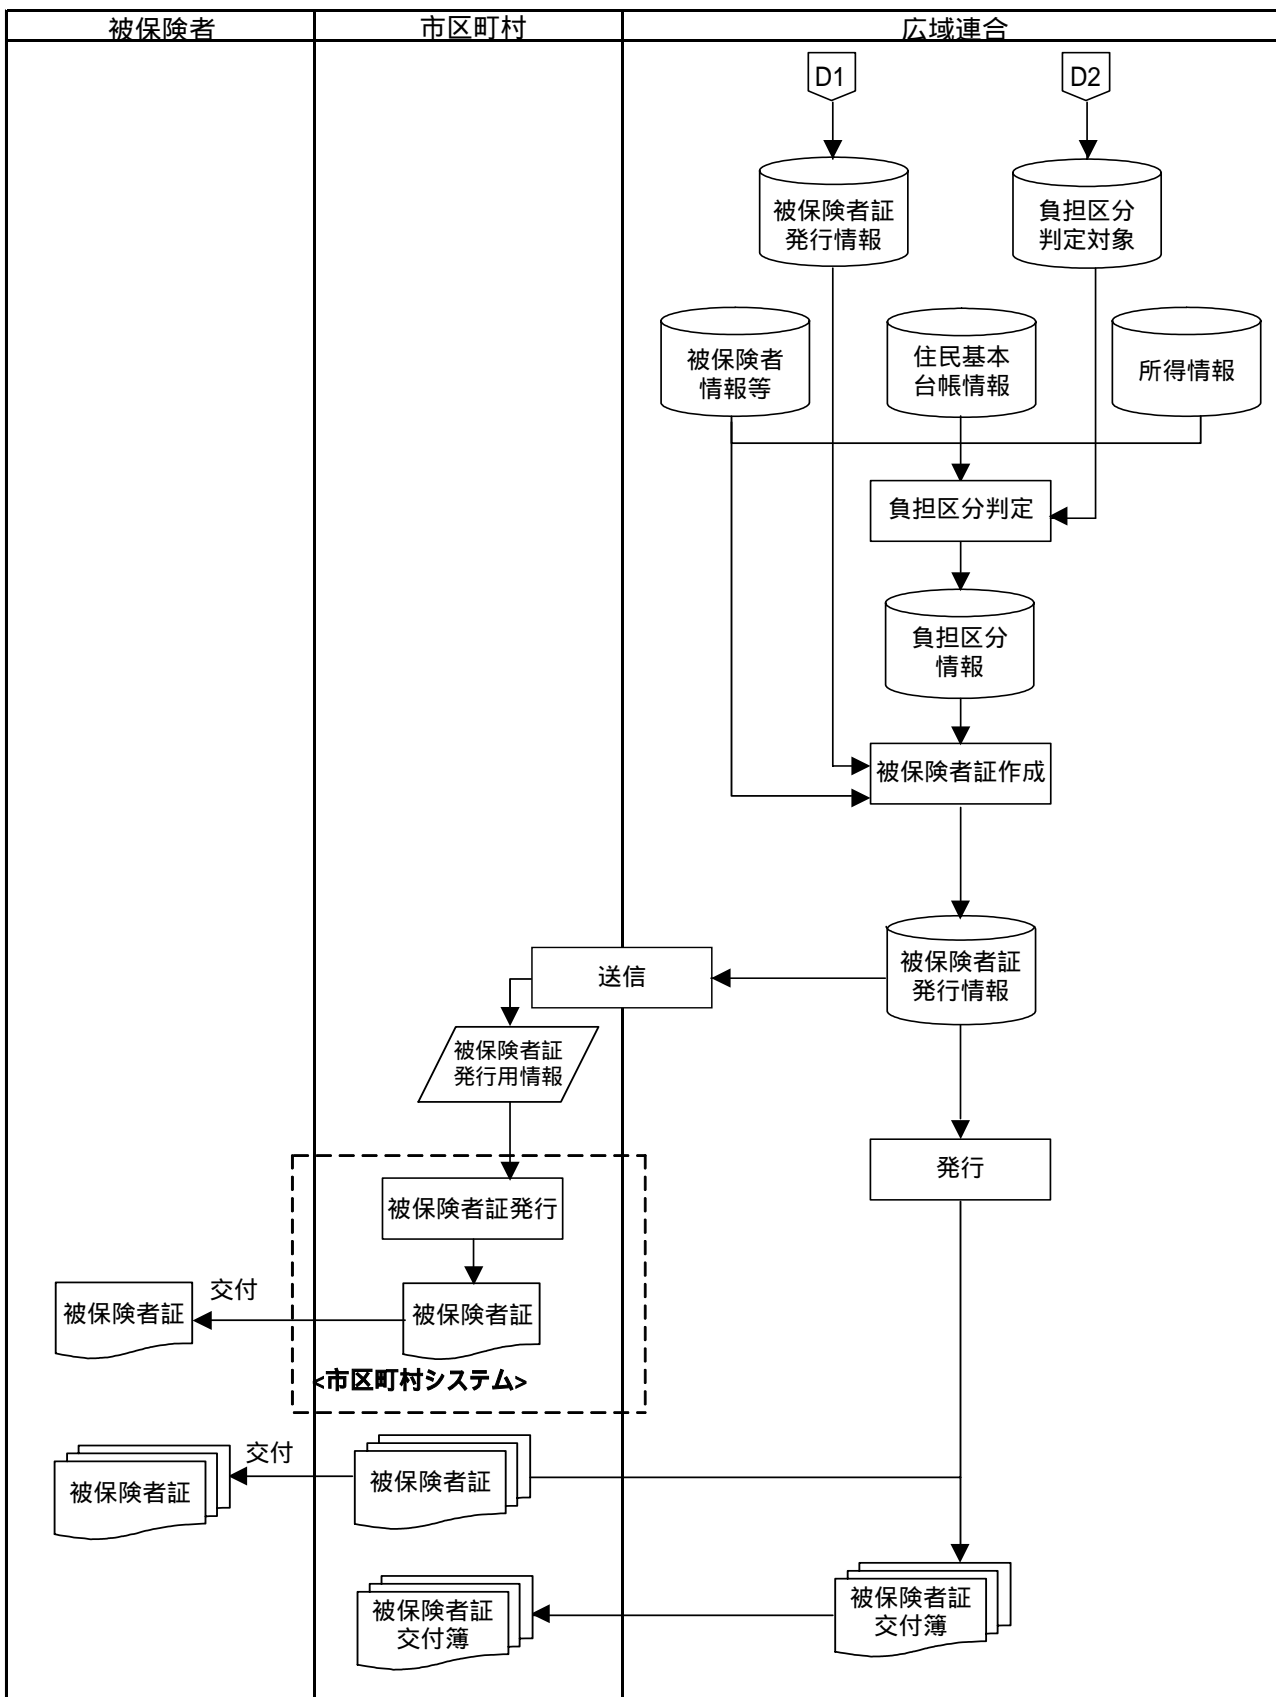 被保険者
市区町村
広域連合
D1
D2
被保険者証
発行情報
負担区分
判定対象
被保険者
情報等
住民基本
台帳情報
所得情報
負担区分判定
負担区分
情報
被保険者証作成
被保険者証
発行情報
送信
被保険者証
発行用情報
発行
被保険者証発行
交付
被保険者証
被保険者証
<市区町村システム>
交付
被保険者証
被保険者証
被保険者証
交付簿
被保険者証
交付簿